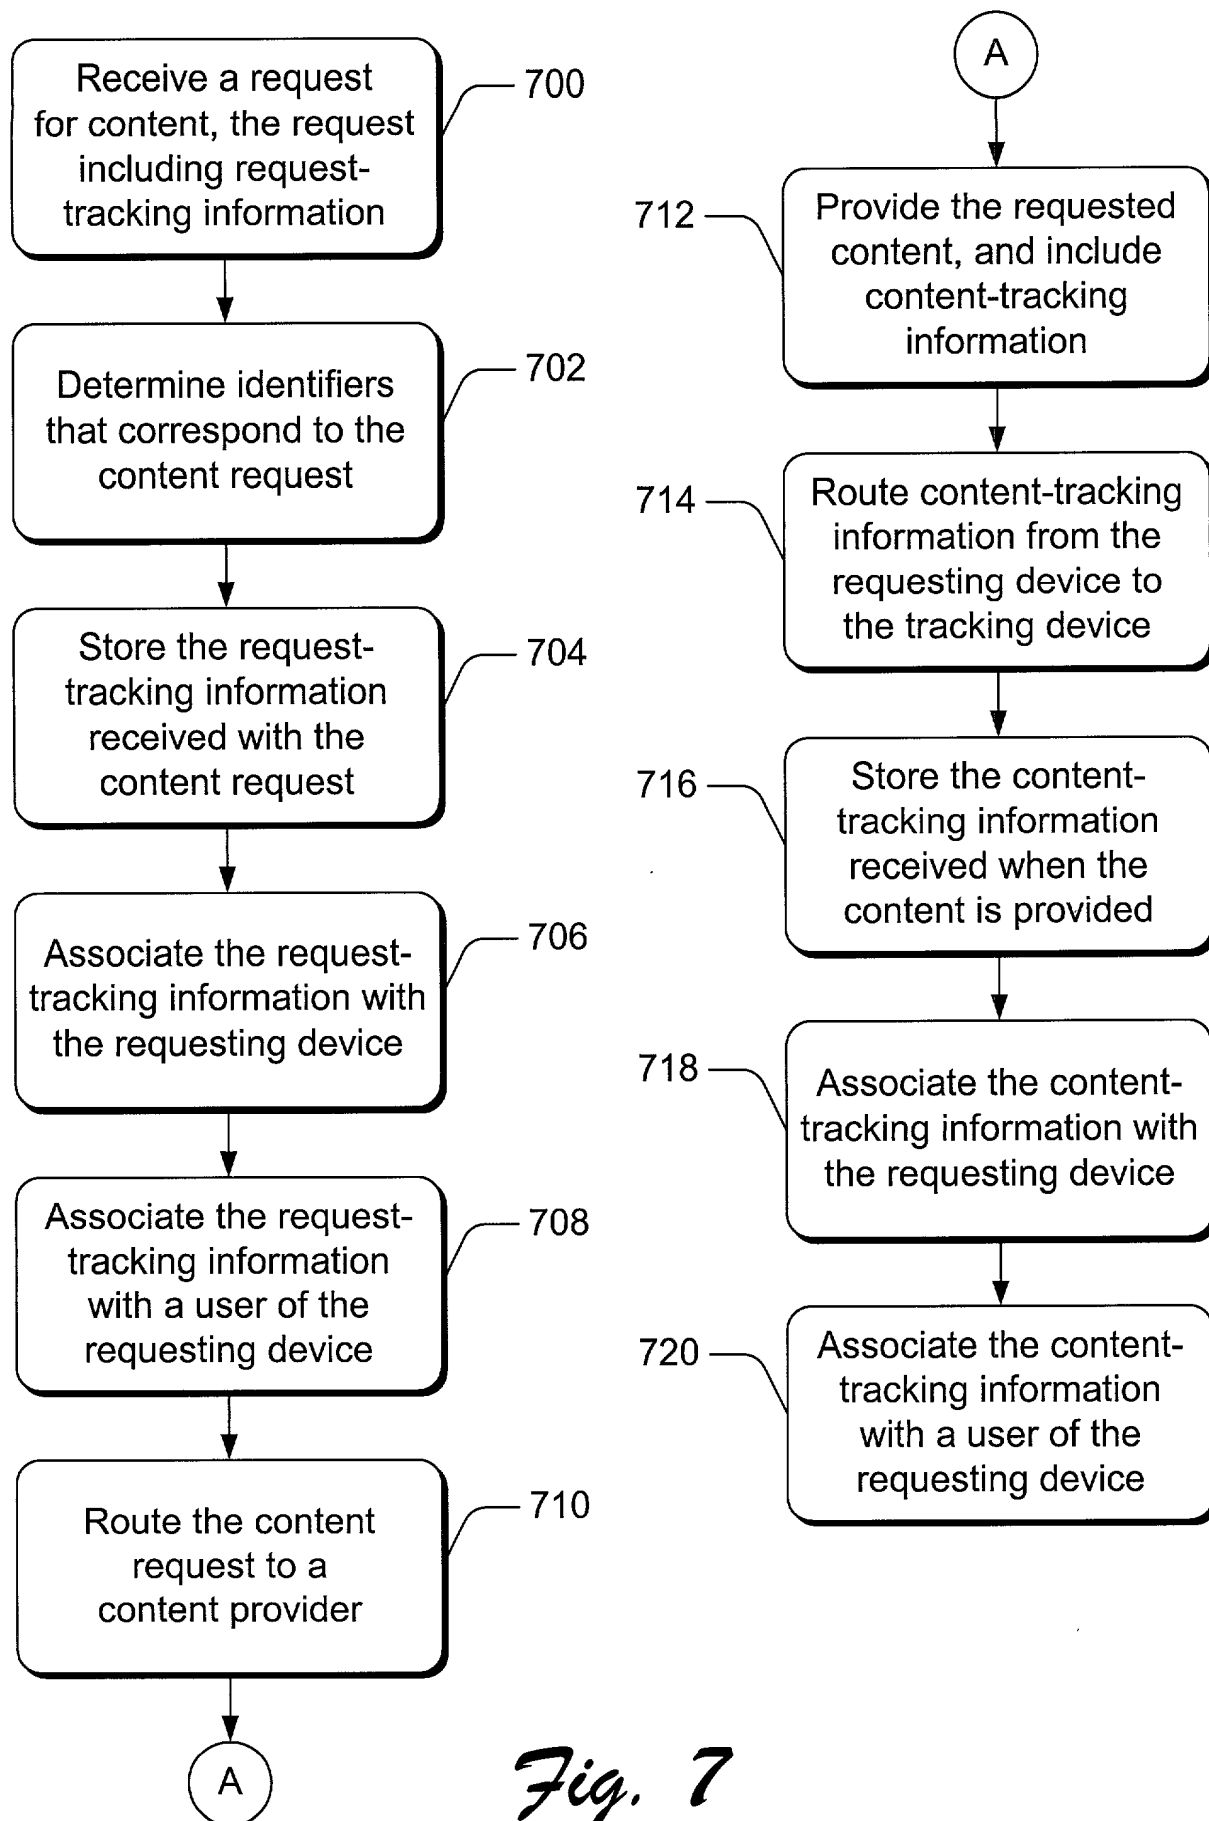 Receive a request
for content, the request
including request-
tracking information
700
Determine identifiers
that correspond to the
content request
702
Store the request-
tracking information
received with the
content request
704
Associate the request-
tracking information with
the requesting device
706
Associate the request-
tracking information
with a user of the
requesting device
708
Route the content
request to a
content provider
710
A
A
712
Provide the requested
content, and include
content-tracking
information
714
Route content-tracking
information from the
requesting device to
the tracking device
716
Store the content-
tracking information
received when the
content is provided
718
Associate the content-
tracking information with
the requesting device
720
Associate the content-
tracking information
with a user of the
requesting device
Fig. 7